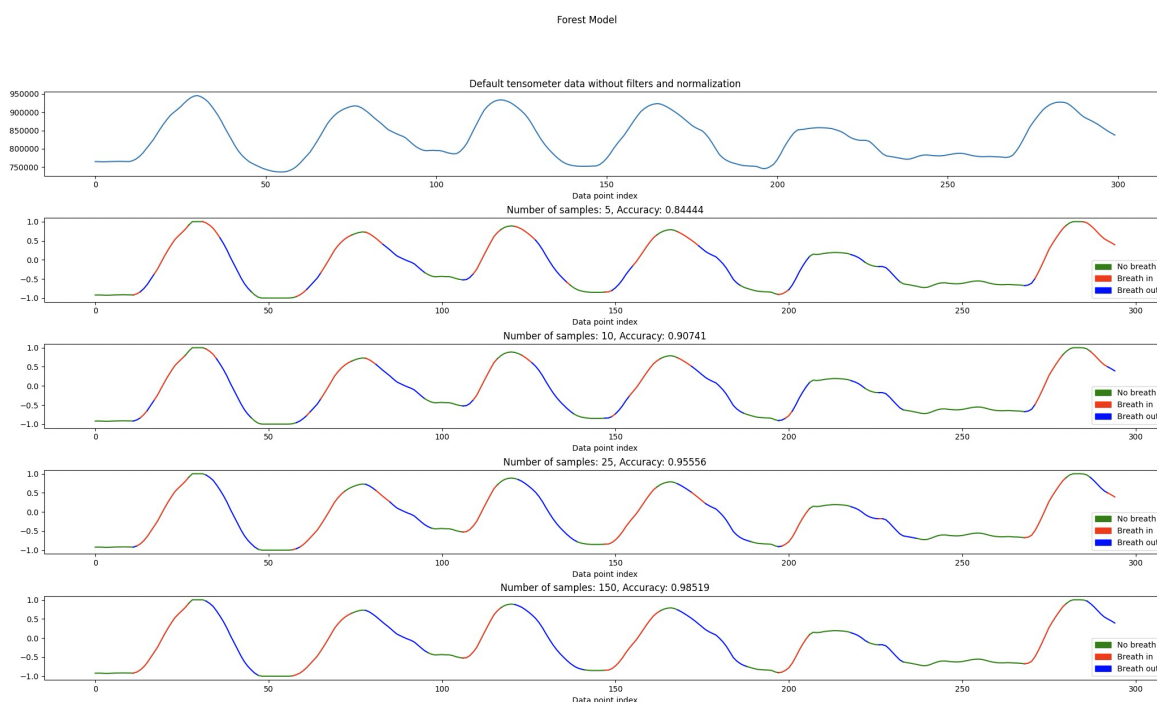 Forest Model
Default tensometer data without filters and normalization
950000
900000
850000
800000
750000
0 50 100 150 200 250 300
Data point index
Number of samples: 5, Accuracy: 0.84444
1.0
0.5
0.0
−0.5
−1.0
No breath
Breath in
Breath out
0 50 100 150 200 250 300
Data point index
Number of samples: 10, Accuracy: 0.90741
1.0
0.5
0.0
−0.5
−1.0
No breath
Breath in
Breath out
0 50 100 150 200 250 300
Data point index
Number of samples: 25, Accuracy: 0.95556
1.0
0.5
0.0
−0.5
−1.0
No breath
Breath in
Breath out
0 50 100 150 200 250 300
Data point index
Number of samples: 150, Accuracy: 0.98519
1.0
0.5
0.0
−0.5
−1.0
No breath
Breath in
Breath out
0 50 100 150 200 250 300
Data point index